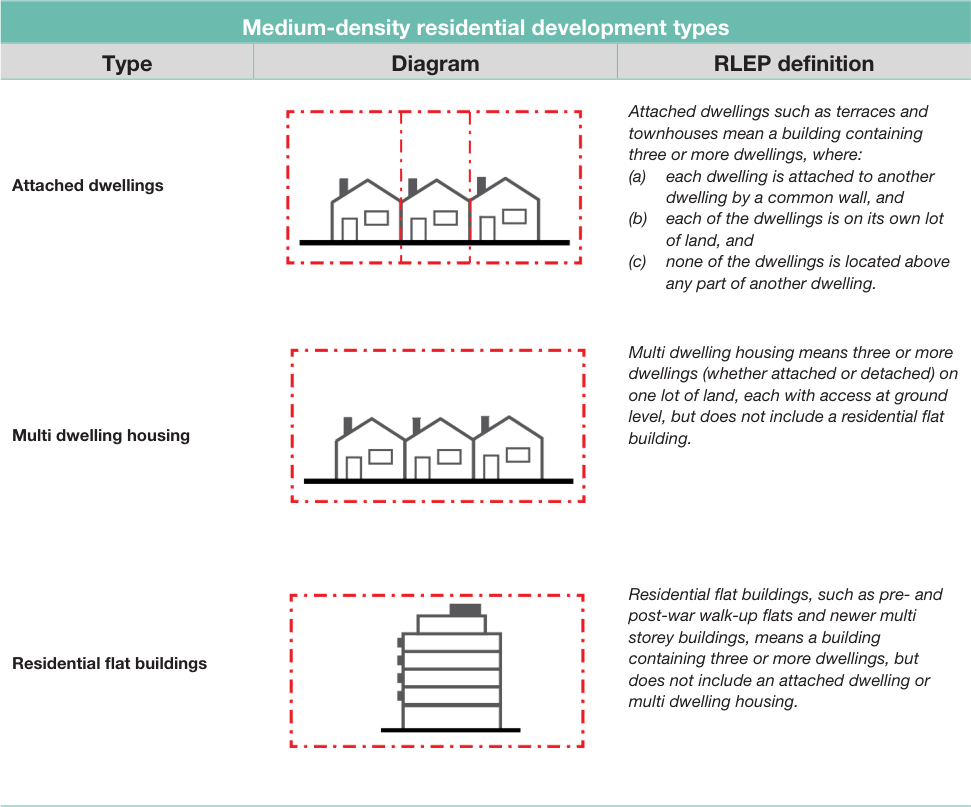 Medium-density residential development types
Type Diagram RLEP definition
Attached dwellings
Attached dwellings such as terraces and
townhouses mean a building containing
three or more dwellings, where:
(a) each dwelling is attached to another
dwelling by a common wall, and
(b) each of the dwellings is on its own lot
of land, and
(c) none of the dwellings is located above
any part of another dwelling.
Multi dwelling housing
Multi dwelling housing means three or more
dwellings (whether attached or detached) on
one lot of land, each with access at ground
level, but does not include a residential flat
building.
Residential flat buildings
Residential flat buildings, such as pre- and
post-war walk-up flats and newer multi
storey buildings, means a building
containing three or more dwellings, but
does not include an attached dwelling or
multi dwelling housing.